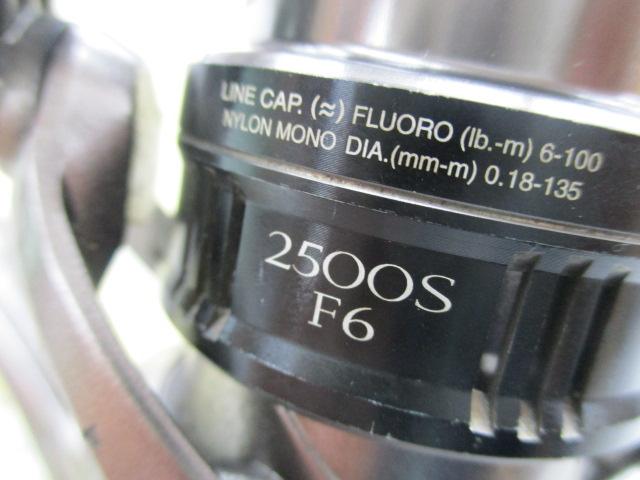 LINE CAP. (≈) FLUORO (lb.-m) 6-100
NYLON MONO DIA.(mm-m) 0.18-135
2500S
F6